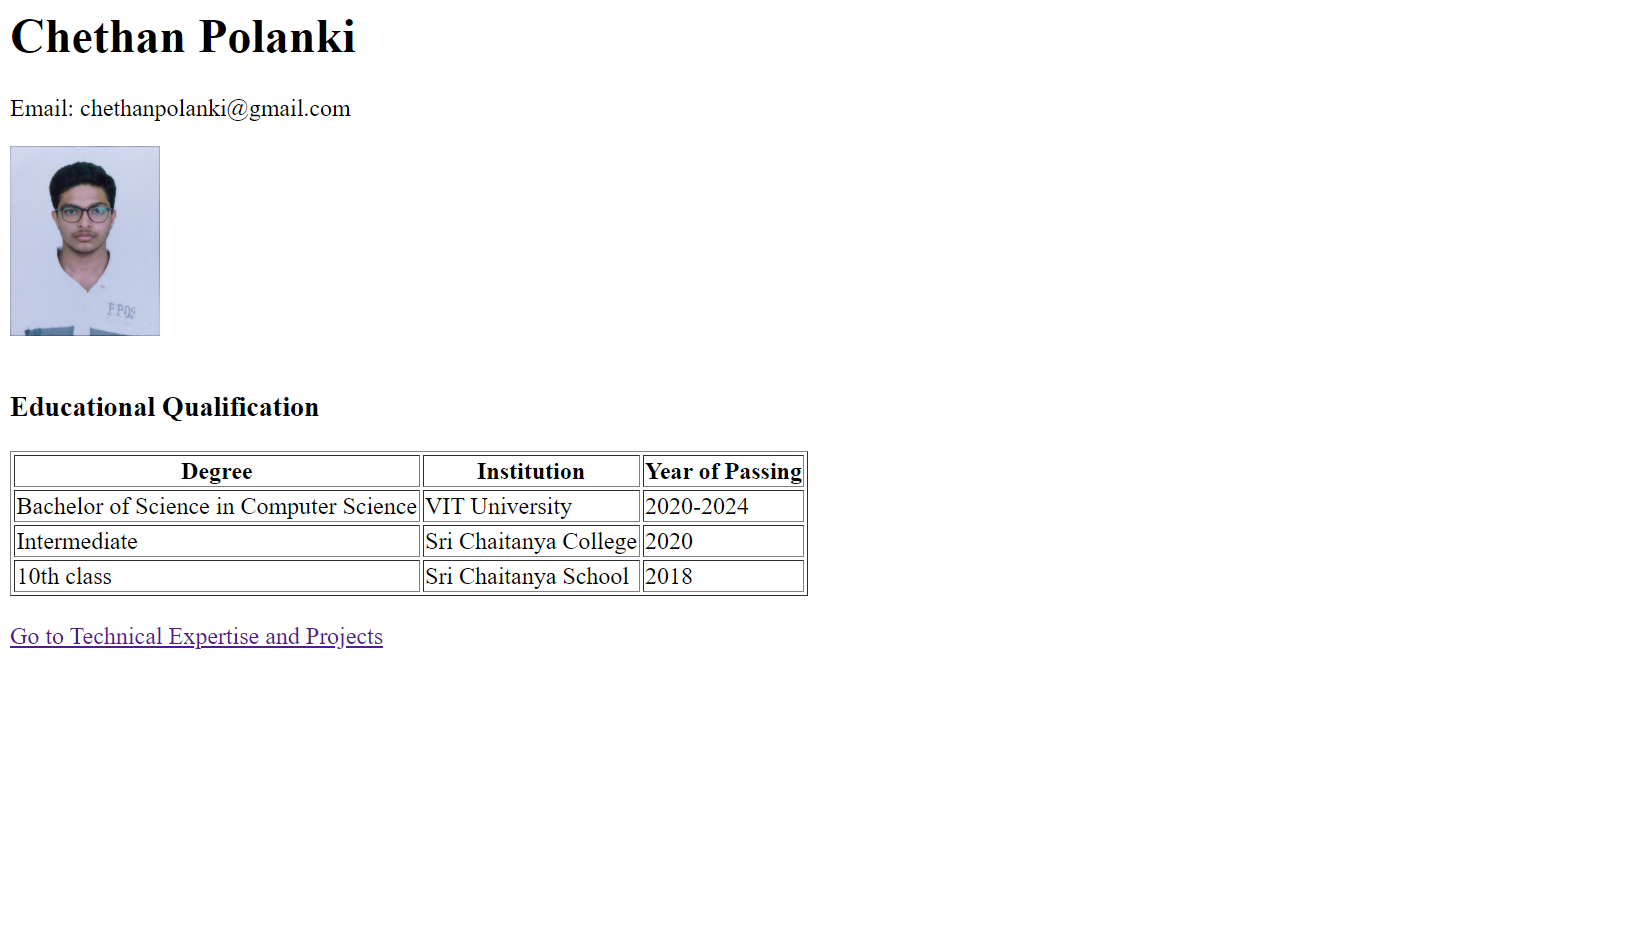 Chethan Polanki
Email: chethanpolanki@gmail.com
Educational Qualification
Degree Institution Year of Passing
Bachelor of Science in Computer Science VIT University 2020-2024
Intermediate Sri Chaitanya College 2020
10th class Sri Chaitanya School 2018
Go to Technical Expertise and Projects